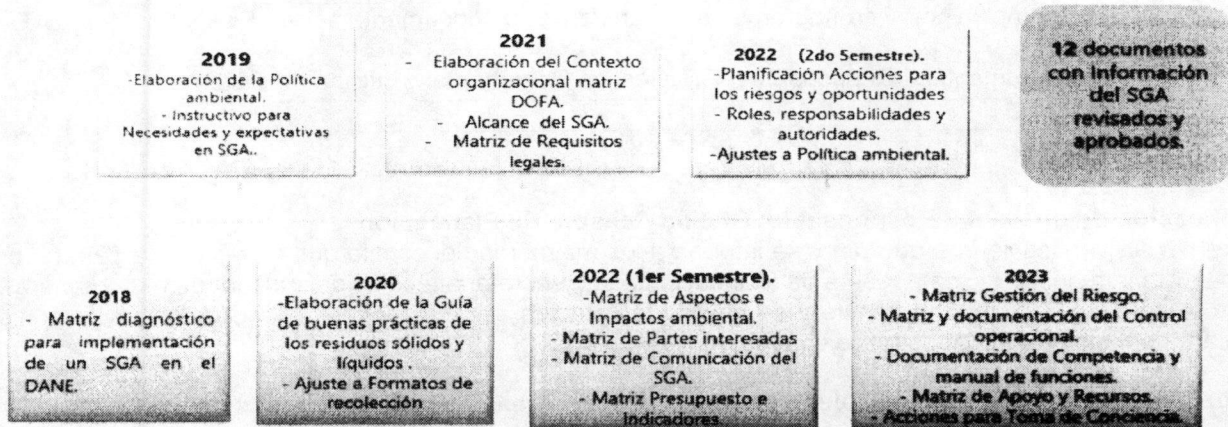 2019
-Elaboración de la Política
ambiental.
- Instructivo para
Necesidades y expectativas
en SGA..
2021
- Elaboración del Contexto
organizacional matriz
DOFA.
- Alcance del SGA.
- Matriz de Requisitos
legales.
2022 (2do Semestre).
-Planificación Acciones para
los riesgos y oportunidades
- Roles, responsabilidades y
autoridades.
-Ajustes a Política ambiental.
12 documentos
con Información
del SGA
revisados y
aprobados.
2018
- Matriz diagnóstico
para implementación
de un SGA en el
DANE.
2020
-Elaboración de la Guía
de buenas prácticas de
los residuos sólidos y
líquidos .
- Ajuste a Formatos de
recolección
2022 (1er Semestre).
-Matriz de Aspectos e
Impactos ambiental.
- Matriz de Partes interesadas
- Matriz de Comunicación del
SGA.
- Matriz Presupuesto e
Indicadores.
2023
- Matriz Gestión del Riesgo.
- Matriz y documentación del Control
operacional.
- Documentación de Competencia y
manual de funciones.
- Matriz de Apoyo y Recursos.
- Acciones para Toma de Conciencia.